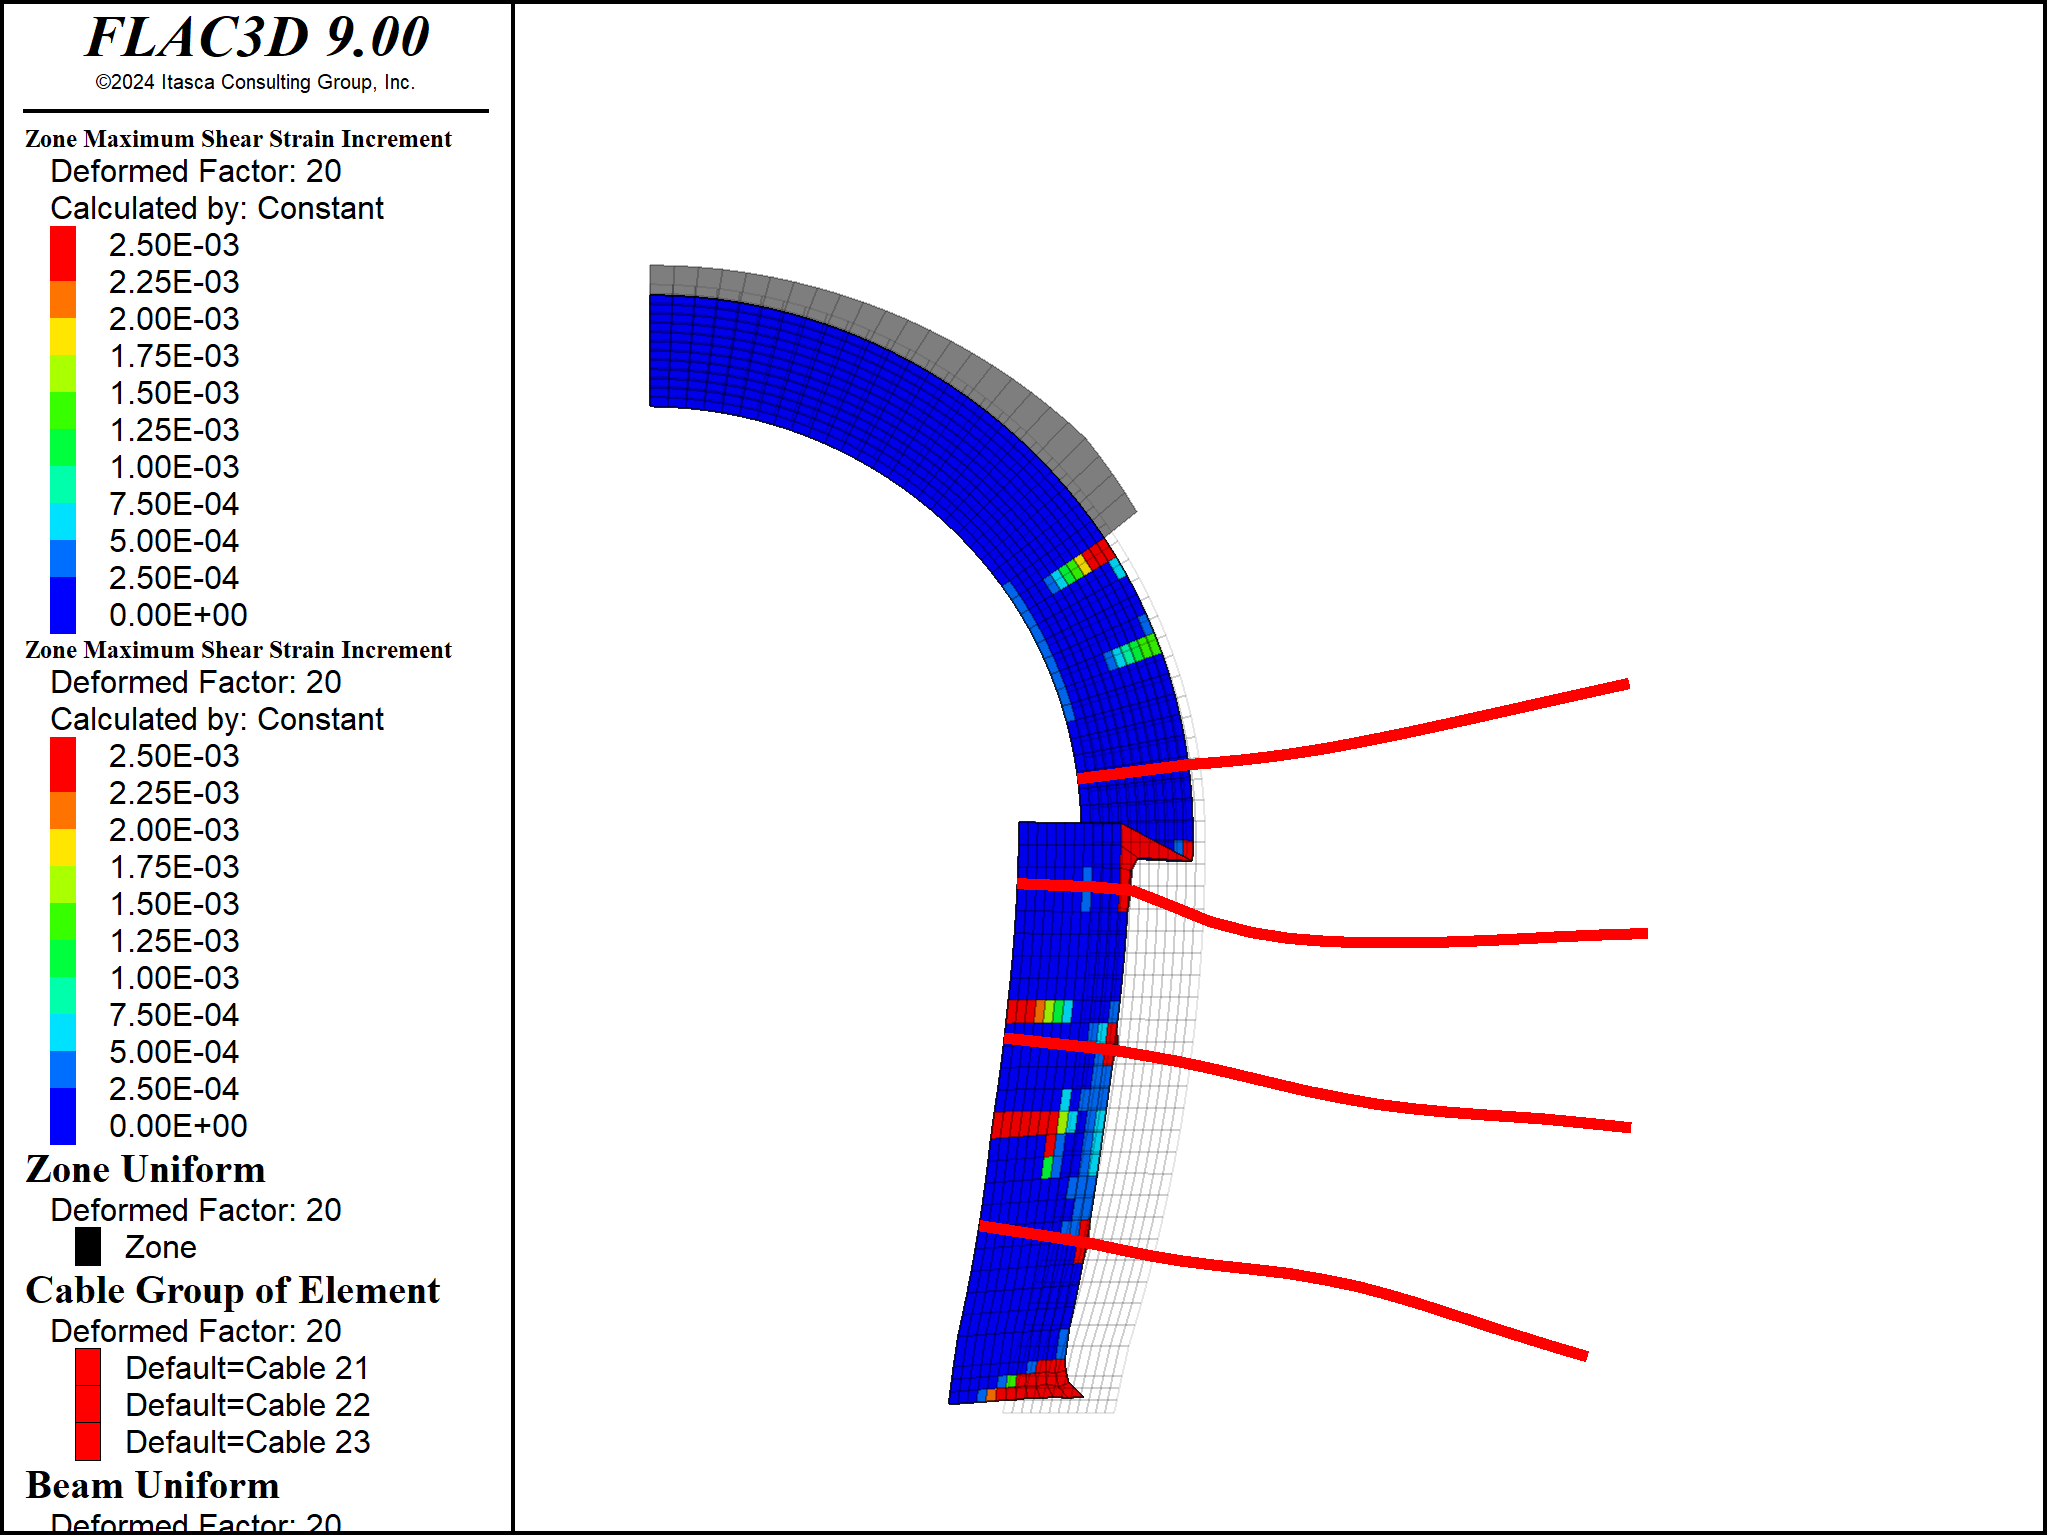 FLAC3D 9.00
©2024 Itasca Consulting Group, Inc.
Zone Maximum Shear Strain Increment
Deformed Factor: 20
Calculated by: Constant
2.50E-03
2.25E-03
2.00E-03
1.75E-03
1.50E-03
1.25E-03
1.00E-03
7.50E-04
5.00E-04
2.50E-04
0.00E+00
Zone Maximum Shear Strain Increment
Deformed Factor: 20
Calculated by: Constant
2.50E-03
2.25E-03
2.00E-03
1.75E-03
1.50E-03
1.25E-03
1.00E-03
7.50E-04
5.00E-04
2.50E-04
0.00E+00
Zone Uniform
Deformed Factor: 20
Zone
Cable Group of Element
Deformed Factor: 20
Default=Cable 21
Default=Cable 22
Default=Cable 23
Beam Uniform
Deformed Factor: 20